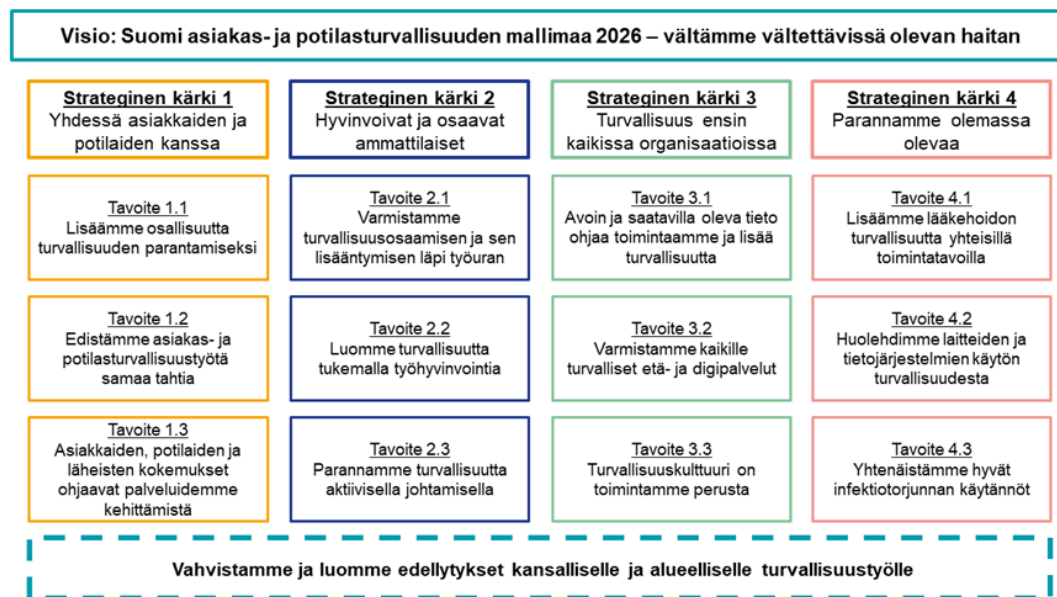 Visio: Suomi asiakas- ja potilasturvallisuuden mallimaa 2026 – vältämme vältettävissä olevan haitan
Strateginen kärki 1
Yhdessä asiakkaiden ja
potilaiden kanssa
Strateginen kärki 2
Hyvinvoivat ja osaavat
ammattilaiset
Strateginen kärki 3
Turvallisuus ensin
kaikissa organisaatioissa
Strateginen kärki 4
Parannamme olemassa
olevaa
Tavoite 1.1
Lisäämme osallisuutta
turvallisuuden parantamiseksi
Tavoite 2.1
Varmistamme
turvallisuusosaamisen ja sen
lisääntymisen läpi työuran
Tavoite 3.1
Avoin ja saatavilla oleva tieto
ohjaa toimintaamme ja lisää
turvallisuutta
Tavoite 4.1
Lisäämme lääkehoidon
turvallisuutta yhteisillä
toimintatavoilla
Tavoite 1.2
Edistämme asiakas- ja
potilasturvallisuustyötä
samaa tahtia
Tavoite 2.2
Luomme turvallisuutta
tukemalla työhyvinvointia
Tavoite 3.2
Varmistamme kaikille
turvalliset etä- ja digipalvelut
Tavoite 4.2
Huolehdimme laitteiden ja
tietojärjestelmien käytön
turvallisuudesta
Tavoite 1.3
Asiakkaiden, potilaiden ja
läheisten kokemukset
ohjaavat palveluidemme
kehittämistä
Tavoite 2.3
Parannamme turvallisuutta
aktiivisella johtamisella
Tavoite 3.3
Turvallisuuskulttuuri on
toimintamme perusta
Tavoite 4.3
Yhtenäistämme hyvät
infektiotorjunnan käytännöt
Vahvistamme ja luomme edellytykset kansalliselle ja alueelliselle turvallisuustyölle